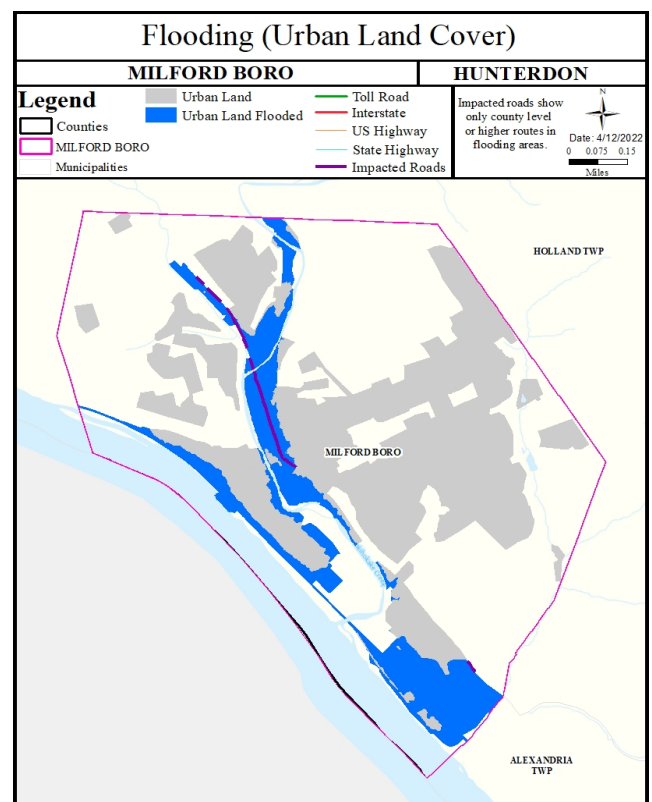 Flooding (Urban Land Cover)
MILFORD BORO
HUNTERDON
Legend
Counties
MILFORD BORO
Municipalities
Urban Land
Urban Land Flooded
Toll Road
Interstate
US Highway
State Highway
Impacted Roads
Impacted roads show
only county level
or higher routes in
flooding areas.
N
Date: 4/12/2022
0 0.075 0.15
Miles
HOLLAND TWP
MILFORD BORO
ALEXANDRIA
TWP